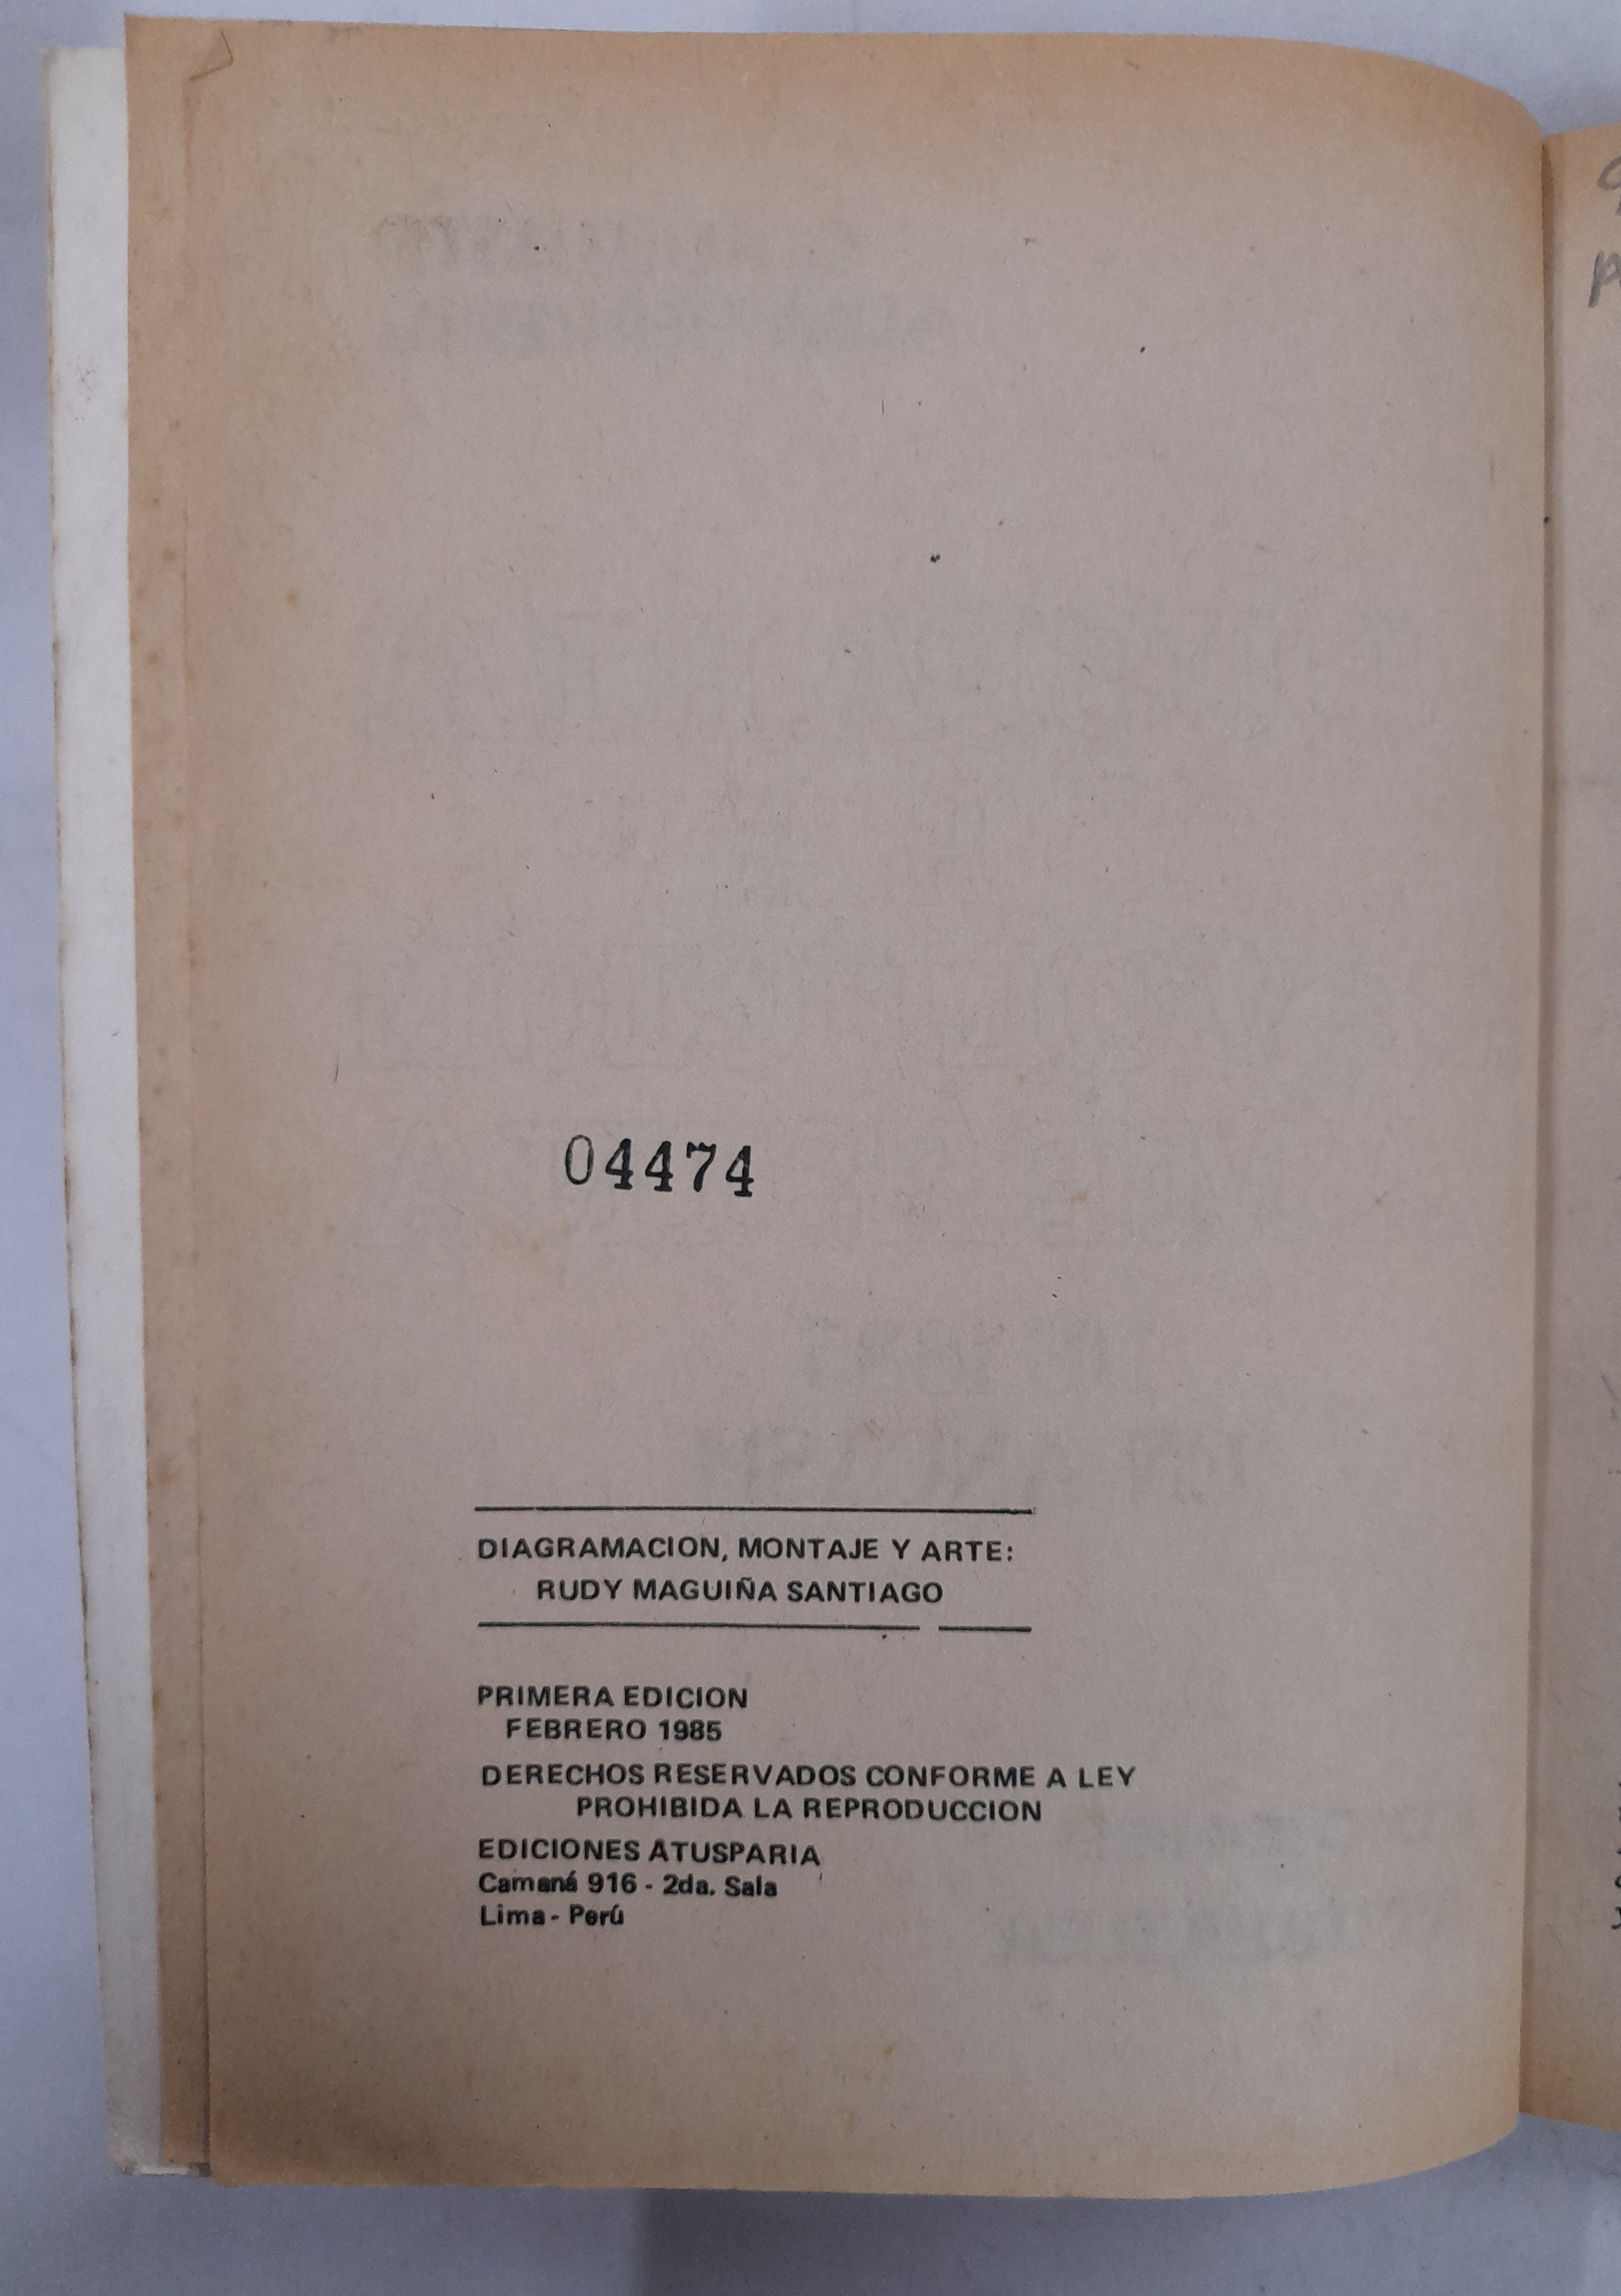 04474
DIAGRAMACION, MONTAJE Y ARTE:
RUDY MAGUIÑA SANTIAGO
PRIMERA EDICION
FEBRERO 1985
DERECHOS RESERVADOS CONFORME A LEY
PROHIBIDA LA REPRODUCCION
EDICIONES ATUSPARIA
Camaná 916 - 2da. Sala
Lima - Perú